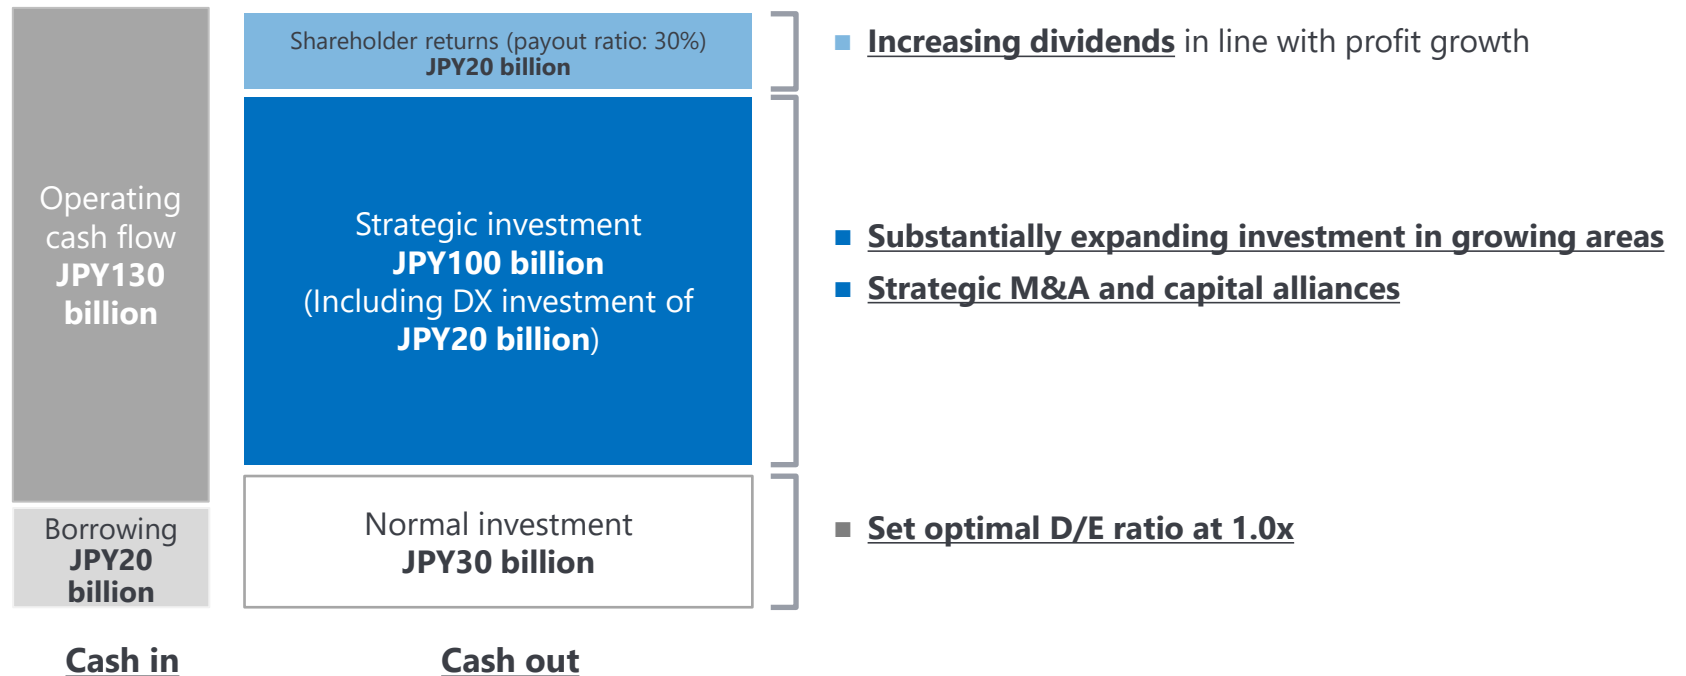 Operating
cash flow
JPY130
billion
Borrowing
JPY20
billion
Cash in
Shareholder returns (payout ratio: 30%)
JPY20 billion
Strategic investment
JPY100 billion
(Including DX investment of
JPY20 billion)
Normal investment
JPY30 billion
Cash out
■ Increasing dividends in line with profit growth
■ Substantially expanding investment in growing areas
■ Strategic M&A and capital alliances
■ Set optimal D/E ratio at 1.0x